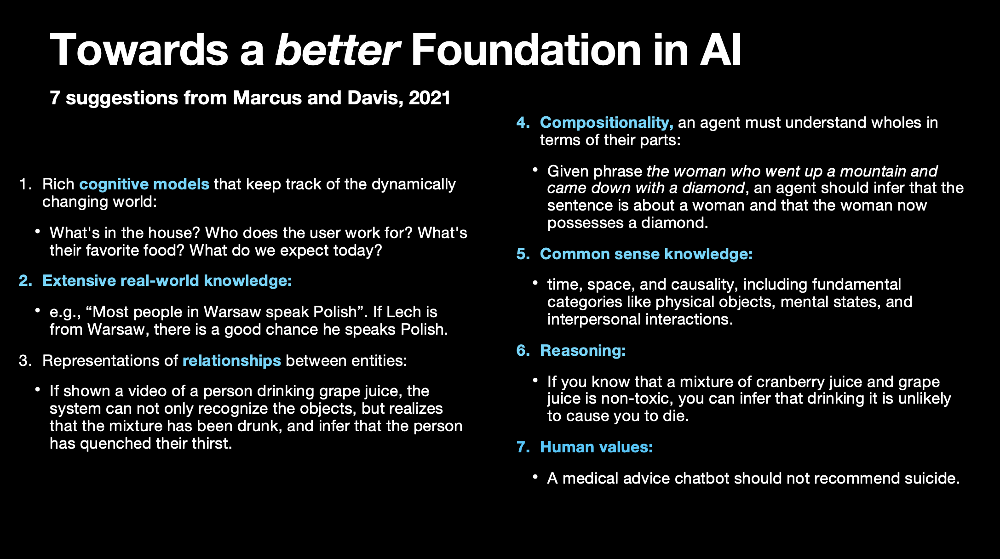 Towards a better Foundation in AI
7 suggestions from Marcus and Davis, 2021
1. Rich cognitive models that keep track of the dynamically
changing world:
• What's in the house? Who does the user work for? What's
their favorite food? What do we expect today?
2. Extensive real-world knowledge:
• e.g., “Most people in Warsaw speak Polish”. If Lech is
from Warsaw, there is a good chance he speaks Polish.
3. Representations of relationships between entities:
• If shown a video of a person drinking grape juice, the
system can not only recognize the objects, but realizes
that the mixture has been drunk, and infer that the person
has quenched their thirst.
4. Compositionality, an agent must understand wholes in
terms of their parts:
• Given phrase the woman who went up a mountain and
came down with a diamond, an agent should infer that the
sentence is about a woman and that the woman now
possesses a diamond.
5. Common sense knowledge:
• time, space, and causality, including fundamental
categories like physical objects, mental states, and
interpersonal interactions.
6. Reasoning:
• If you know that a mixture of cranberry juice and grape
juice is non-toxic, you can infer that drinking it is unlikely
to cause you to die.
7. Human values:
• A medical advice chatbot should not recommend suicide.